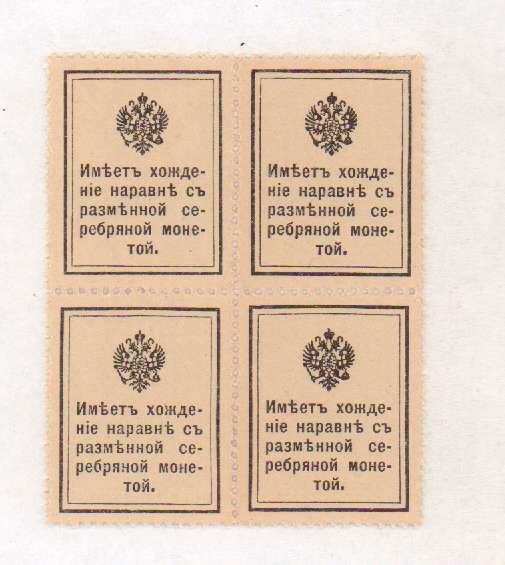 Имѣетъ хожде-
ніе наравнѣ съ
размѣнной се-
ребряной моне-
той.
Имѣетъ хожде-
ніе наравнѣ съ
размѣнной се-
ребряной моне-
той.
Имѣетъ хожде-
ніе наравнѣ съ
размѣнной се-
ребряной моне-
той.
Имѣетъ хожде-
ніе наравнѣ съ
размѣнной се-
ребряной моне-
той.